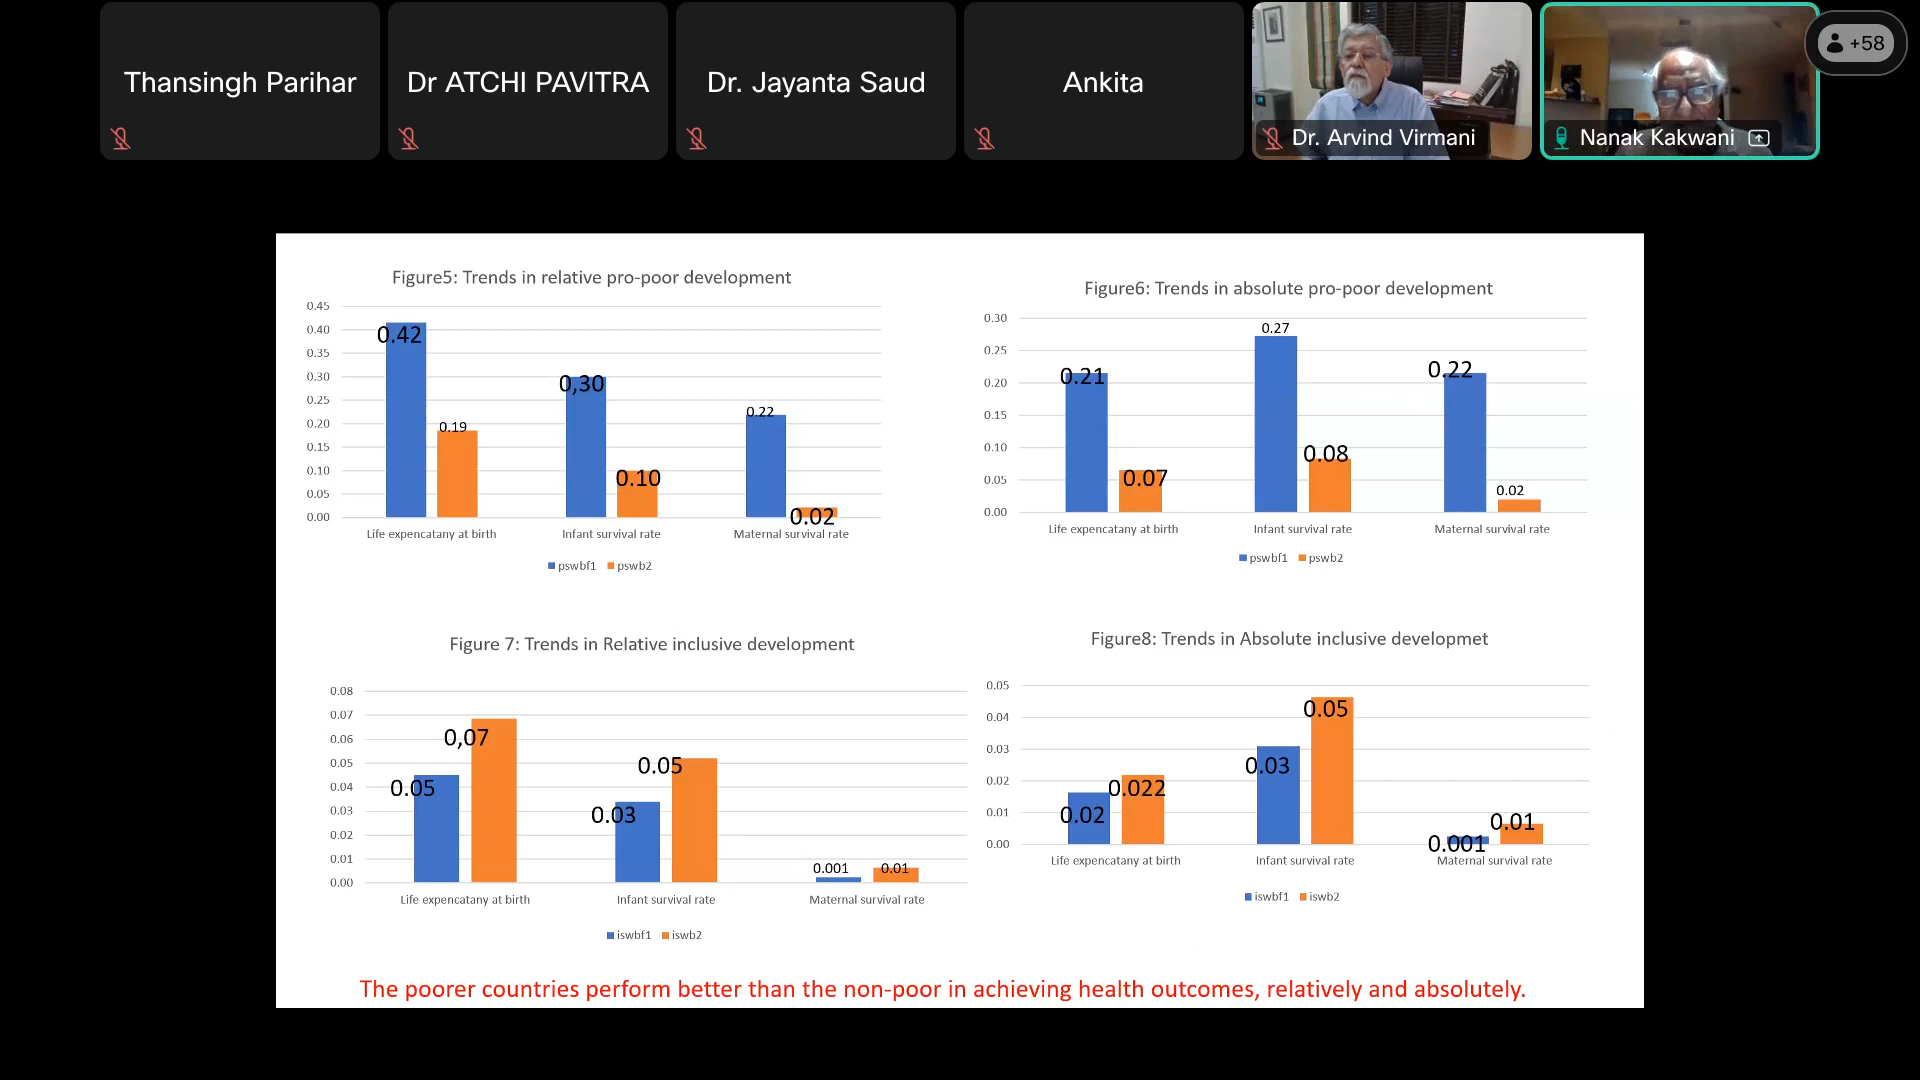 Thansingh Parihar
Dr ATCHI PAVITRA
Dr. Jayanta Saud
Ankita
Dr. Arvind Virmani
Nanak Kakwani
+58
Figure5: Trends in relative pro-poor development
0.45
0.40
0.35
0.30
0.25
0.20
0.15
0.10
0.05
0.00
0.42
0.19
0,30
0.10
0.22
0.02
Life expencatany at birth
Infant survival rate
Maternal survival rate
pswbf1 pswb2
Figure6: Trends in absolute pro-poor development
0.30
0.25
0.20
0.15
0.10
0.05
0.00
0.21
0.07
0.27
0.08
0.22
0.02
Life expencatany at birth
Infant survival rate
Maternal survival rate
pswbf1 pswb2
Figure 7: Trends in Relative inclusive development
0.08
0.07
0.06
0.05
0.04
0.03
0.02
0.01
0.00
0.05
0,07
0.03
0.05
0.001
0.01
Life expencatany at birth
Infant survival rate
Maternal survival rate
iswbf1 iswb2
Figure8: Trends in Absolute inclusive developmet
0.05
0.04
0.03
0.02
0.01
0.00
0.02
0.022
0.03
0.05
0.001
0.01
Life expencatany at birth
Infant survival rate
Maternal survival rate
iswbf1 iswb2
The poorer countries perform better than the non-poor in achieving health outcomes, relatively and absolutely.